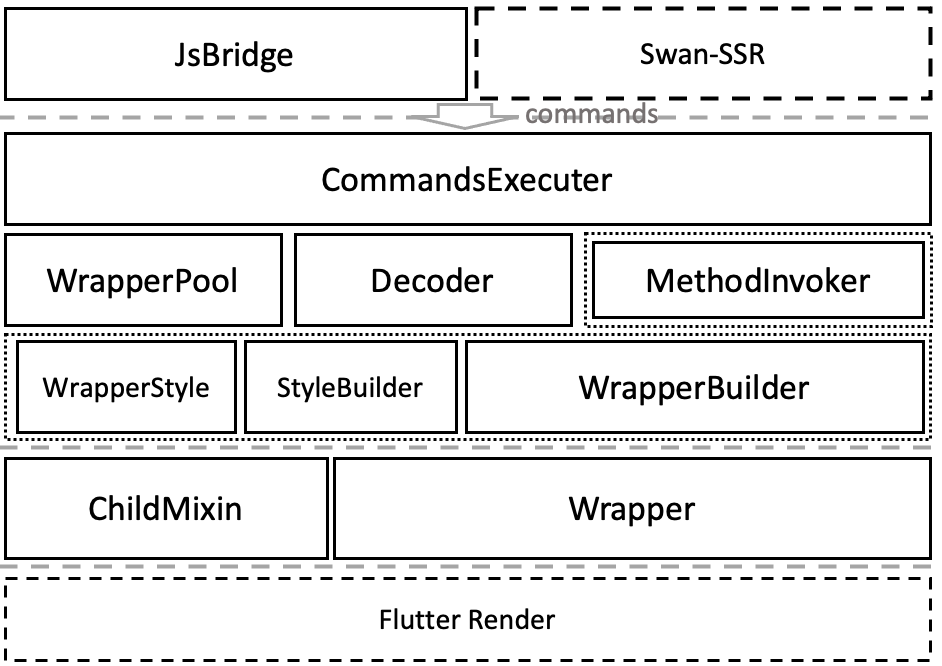 JsBridge
Swan-SSR
commands
CommandsExecuter
WrapperPool
Decoder
MethodInvoker
WrapperStyle
StyleBuilder
WrapperBuilder
ChildMixin
Wrapper
Flutter Render